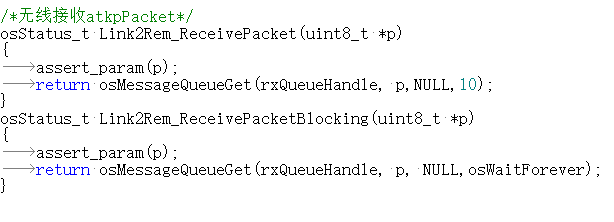 /*无线接收atkpPacket*/
osStatus_t Link2Rem_ReceivePacket(uint8_t *p)
{
assert_param(p);
return osMessageQueueGet(rxQueueHandle, p,NULL,10);
}
osStatus_t Link2Rem_ReceivePacketBlocking(uint8_t *p)
{
assert_param(p);
return osMessageQueueGet(rxQueueHandle, p, NULL,osWaitForever);
}